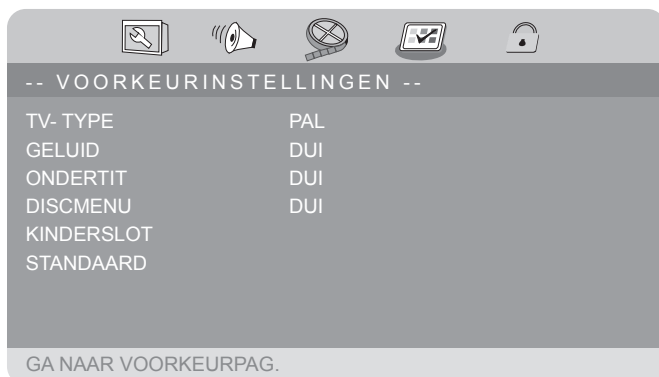 -- VOORKEURINSTELLINGEN --
TV- TYPE PAL
GELUID DUI
ONDERTIT DUI
DISCMENU DUI
KINDERSLOT
STANDAARD
GA NAAR VOORKEURPAG.